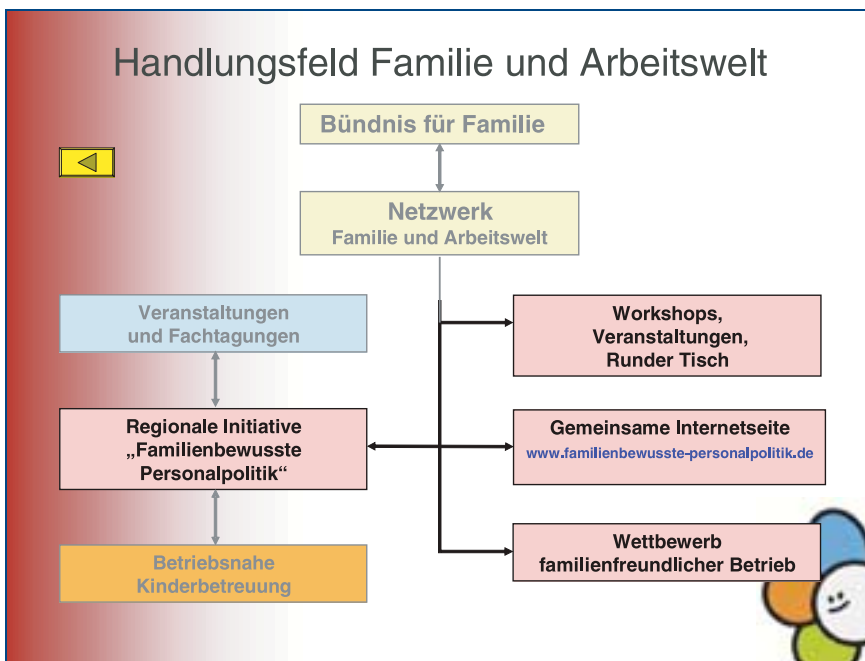 Handlungsfeld Familie und Arbeitswelt
Bündnis für Familie
Netzwerk
Familie und Arbeitswelt
Veranstaltungen
und Fachtagungen
Regionale Initiative
„Familienbewusste
Personalpolitik“
Betriebsnahe
Kinderbetreuung
Workshops,
Veranstaltungen,
Runder Tisch
Gemeinsame Internetseite
www.familienbewusste-personalpolitik.de
Wettbewerb
familienfreundlicher Betrieb